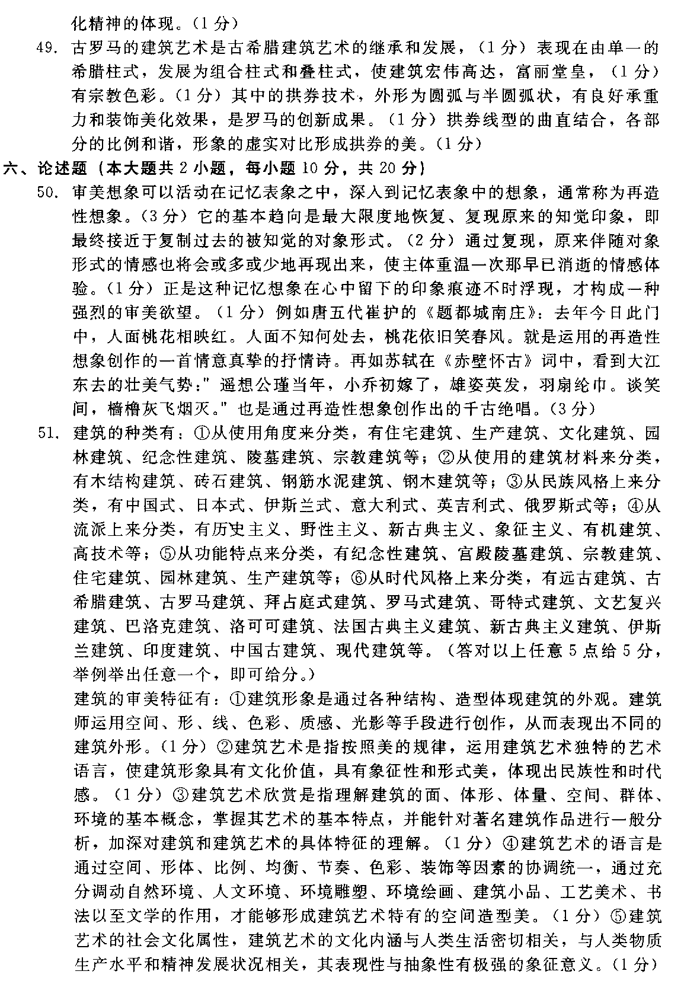 化精神的体现。(1 分)
49. 古罗马的建筑艺术是古希腊建筑艺术的继承和发展，(1 分) 表现在由单一的
希腊柱式，发展为组合柱式和叠柱式，使建筑宏伟高达，富丽堂皇，(1 分)
有宗教色彩。(1 分) 其中的拱券技术，外形为圆弧与半圆弧状，有良好承重
力和装饰美化效果，是罗马的创新成果。(1 分) 拱券线型的曲直结合，各部
分的比例和谐，形象的虚实对比形成拱券的美。(1 分)
六、论述题 (本大题共 2 小题，每小题 10 分，共 20 分)
50. 审美想象可以活动在记忆表象之中，深入到记忆表象中的想象，通常称为再造
性想象。(3 分) 它的基本趋向是最大限度地恢复、复现原来的知觉印象，即
最终接近于复制过去的被知觉的对象形式。(2 分) 通过复现，原来伴随对象
形式的情感也将会或多或少地再现出来，使主体重温一次那早已消逝的情感体
验。(1 分) 正是这种记忆想象在心中留下的印象痕迹不时浮现，才构成一种
强烈的审美欲望。(1 分) 例如唐五代崔护的《题都城南庄》：去年今日此门
中，人面桃花相映红。人面不知何处去，桃花依旧笑春风。就是运用的再造性
想象创作的一首情意真挚的抒情诗。再如苏轼在《赤壁怀古》词中，看到大江
东去的壮美气势：" 遥想公瑾当年，小乔初嫁了，雄姿英发，羽扇纶巾。谈笑
间，樯橹灰飞烟灭。" 也是通过再造性想象创作出的千古绝唱。(3 分)
51. 建筑的种类有：①从使用角度来分类，有住宅建筑、生产建筑、文化建筑、园
林建筑、纪念性建筑、陵墓建筑、宗教建筑等；②从使用的建筑材料来分类，
有木结构建筑、砖石建筑、钢筋水泥建筑、钢木建筑等；③从民族风格上来分
类，有中国式、日本式、伊斯兰式、意大利式、英吉利式、俄罗斯式等；④从
流派上来分类，有历史主义、野性主义、新古典主义、象征主义、有机建筑、
高技术等；⑤从功能特点来分类，有纪念性建筑、宫殿陵墓建筑、宗教建筑、
住宅建筑、园林建筑、生产建筑等；⑥从时代风格上来分类，有远古建筑、古
希腊建筑、古罗马建筑、拜占庭式建筑、罗马式建筑、哥特式建筑、文艺复兴
建筑、巴洛克建筑、洛可可建筑、法国古典主义建筑、新古典主义建筑、伊斯
兰建筑、印度建筑、中国古建筑、现代建筑等。(答对以上任意 5 点给 5 分，
举例举出任意一个，即可给分。)
建筑的审美特征有：①建筑形象是通过各种结构、造型体现建筑的外观。建筑
师运用空间、形、线、色彩、质感、光影等手段进行创作，从而表现出不同的
建筑外形。(1 分) ②建筑艺术是指按照美的规律，运用建筑艺术独特的艺术
语言，使建筑形象具有文化价值，具有象征性和形式美，体现出民族性和时代
感。(1 分) ③建筑艺术欣赏是指理解建筑的面、体形、体量、空间、群体、
环境的基本概念，掌握其艺术的基本特点，并能针对著名建筑作品进行一般分
析，加深对建筑和建筑艺术的具体特征的理解。(1 分) ④建筑艺术的语言是
通过空间、形体、比例、均衡、节奏、色彩、装饰等因素的协调统一，通过充
分调动自然环境、人文环境、环境雕塑、环境绘画、建筑小品、工艺美术、书
法以至文学的作用，才能够形成建筑艺术特有的空间造型美。(1 分) ⑤建筑
艺术的社会文化属性，建筑艺术的文化内涵与人类生活密切相关，与人类物质
生产水平和精神发展状况相关，其表现性与抽象性有极强的象征意义。(1 分)